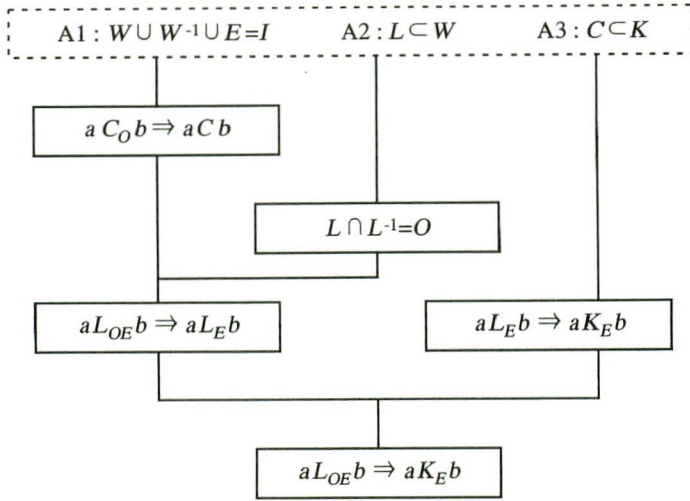 A1 : W ∪ W⁻¹ ∪ E = I A2 : L ⊂ W A3 : C ⊂ K
a C_O b ⇒ a C b
L ∩ L⁻¹ = O
a L_OE b ⇒ a L_E b a L_E b ⇒ a K_E b
a L_OE b ⇒ a K_E b